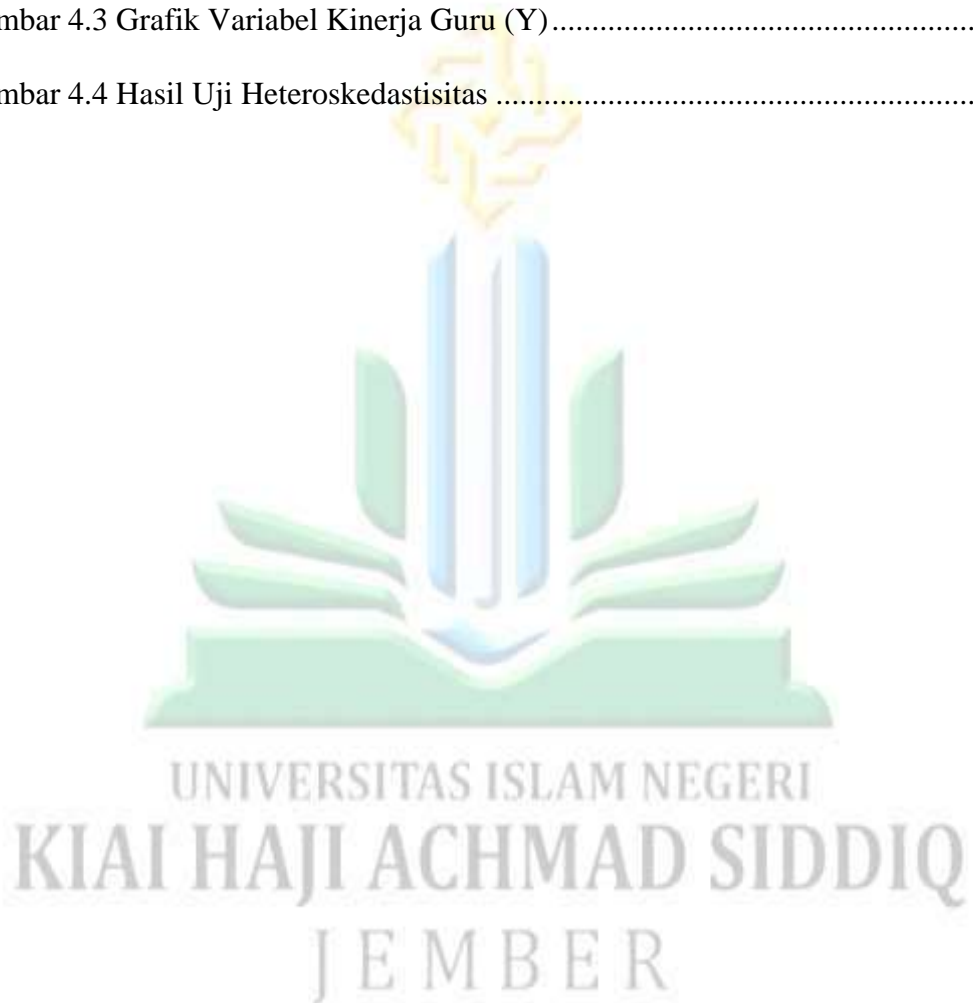 mbar 4.3 Grafik Variabel Kinerja Guru (Y)............................................................
mbar 4.4 Hasil Uji Heteroskedastisitas ...................................................................
UNIVERSITAS ISLAM NEGERI
KIAI HAJI ACHMAD SIDDIQ
JEMBER